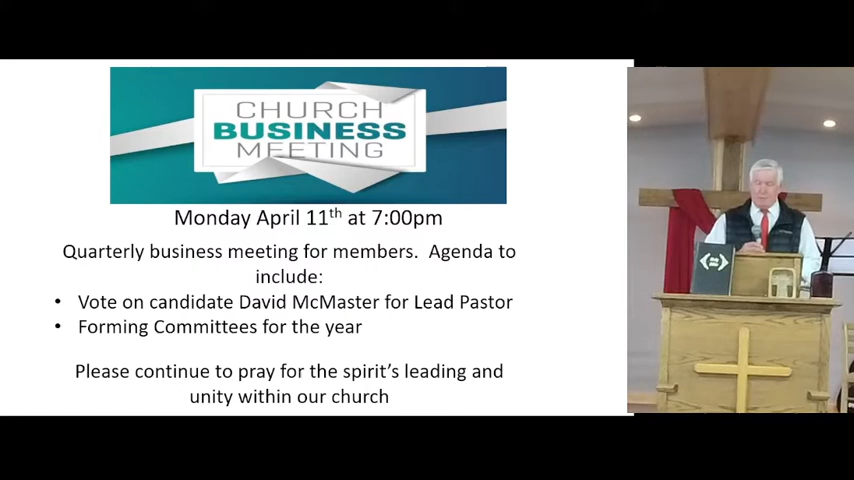 CHURCH
BUSINESS
MEETING
Monday April 11th at 7:00pm
Quarterly business meeting for members. Agenda to
include:
• Vote on candidate David McMaster for Lead Pastor
• Forming Committees for the year
Please continue to pray for the spirit's leading and
unity within our church